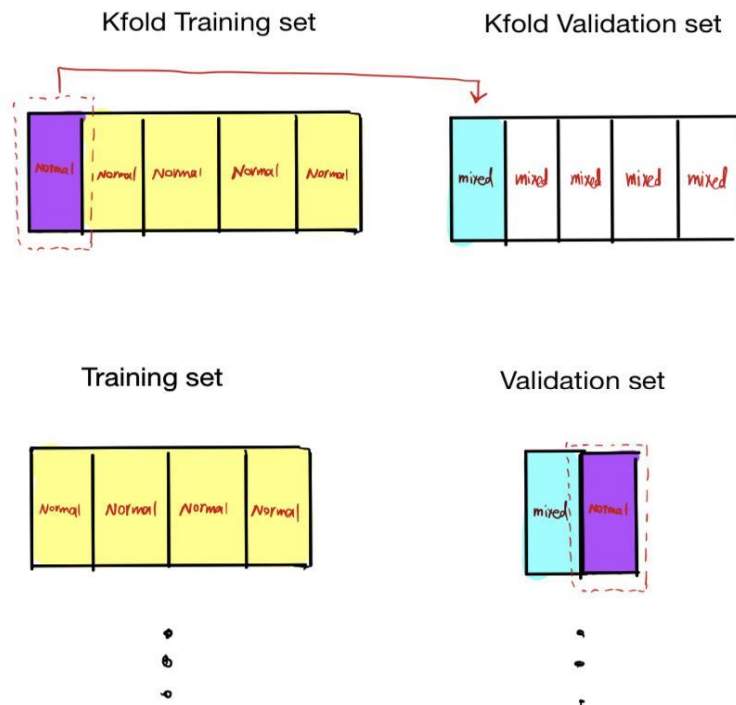 Kfold Training set
Kfold Validation set
Normal Normal Normal Normal Normal
mixed mixed mixed mixed mixed
Training set
Validation set
Normal Normal Normal Normal
mixed Normal